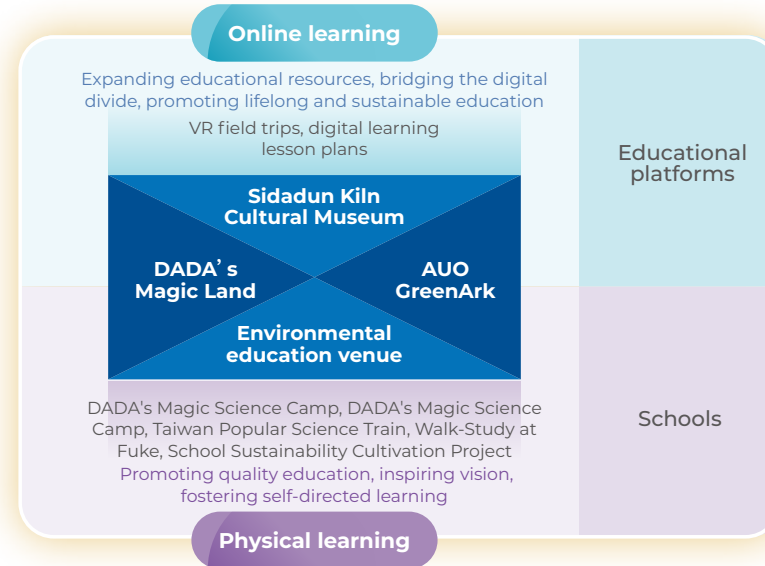 Online learning
Expanding educational resources, bridging the digital
divide, promoting lifelong and sustainable education
VR field trips, digital learning
lesson plans
Educational
platforms
Sidadun Kiln
Cultural Museum
DADA’s
Magic Land
AUO
GreenArk
Environmental
education venue
DADA's Magic Science Camp, DADA's Magic Science
Camp, Taiwan Popular Science Train, Walk-Study at
Fuke, School Sustainability Cultivation Project
Schools
Promoting quality education, inspiring vision,
fostering self-directed learning
Physical learning